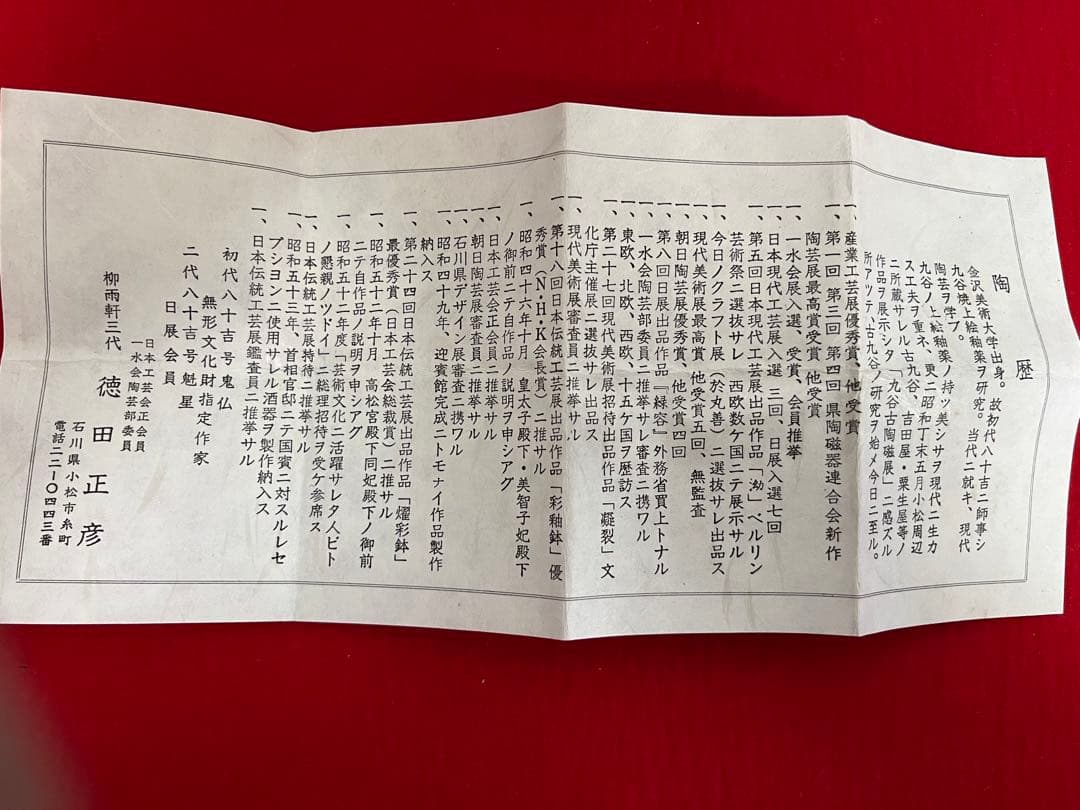 陶歴
金沢美術大学出身。故初代八十吉ニ師事シ
九谷焼上絵釉薬ヲ研究。当代ニ就キ、現代
陶芸ヲ学ブ。
九谷ノ上絵釉薬ノ持ツ美シサヲ現代ニ生カ
ス工夫ヲ重ネ、更ニ昭和丁末五月小松周辺
ニ所蔵サレル古九谷、吉田屋・粟生屋等ノ
作品ヲ展示シタ「九谷古陶磁展」ニ感ズル
所アッテ、古九谷ノ研究ヲ始メ今日ニ至ル。
一、産業工芸展優秀賞、他受賞
一、第一回 第三回 第四回 県陶磁器連合会新作
陶芸展最高賞受賞 他受賞
一、一水会展入選、受賞、会員推挙
一、日本現代工芸展入選 三回、日展入選七回
一、第五回日本現代工芸展出品作品「泑」ベルリン
芸術祭ニ選抜サレ 西欧数ケ国ニテ展示サル
一、今日ノクラフト展（於丸善）ニ選抜サレ出品ス
一、現代美術展最高賞 他受賞五回、無監査
一、朝日陶芸展優秀賞、他受賞四回
一、第八回日展出品作品『緑容』外務省買上トナル
一、一水会陶芸部委員ニ推挙サレ審査ニ携ワル
一、東欧、北欧、西欧、十五ケ国ヲ歴訪ス
一、第二十七回現代美術展招待出品作品「凝裂」文
化庁主催展ニ選抜サレ出品ス
一、現代美術展審査員ニ推挙サル
一、第十八回日本伝統工芸展出品作品「彩釉鉢」優
秀賞（N・H・K会長賞）ニ推サル
一、昭和四十六年十月 皇太子殿下・美智子妃殿下
ノ御前ニテ自作品ノ説明ヲ申シアグ
一、日本工芸会正会員ニ推挙サル
一、朝日陶芸展審査員ニ推挙サル
一、石川県デザイン展審査ニ携ワル
一、昭和四十九年、迎賓館完成ニトモナイ作品製作
納入ス
一、第二十四回日本伝統工芸展出品作品「燿彩鉢」
最優秀賞（日本工芸会総裁賞）ニ推サル
一、昭和五十二年十月 高松宮殿下同妃殿下ノ御前
ニテ自作品ノ説明ヲ申シアグ
一、昭和五十二年度「芸術文化ニ活躍サレタ人ビト
ノ懇親ノツドイ」ニ総理招待ヲ受ケ参席ス
一、日本伝統工芸展特待ニ推挙サル
一、昭和五十三年、首相官邸ニテ国賓ニ対スルレセ
プションニ使用サレル酒器ヲ製作納入ス
一、日本伝統工芸展鑑査員ニ推挙サル
初代八十吉号鬼仏
無形文化財指定作家
二代八十吉号魁星
日展会員
日本工芸会正会員
一水会陶芸部委員
柳雨軒三代 徳田正彦
石川県小松市糸町
電話二二-〇四四三番